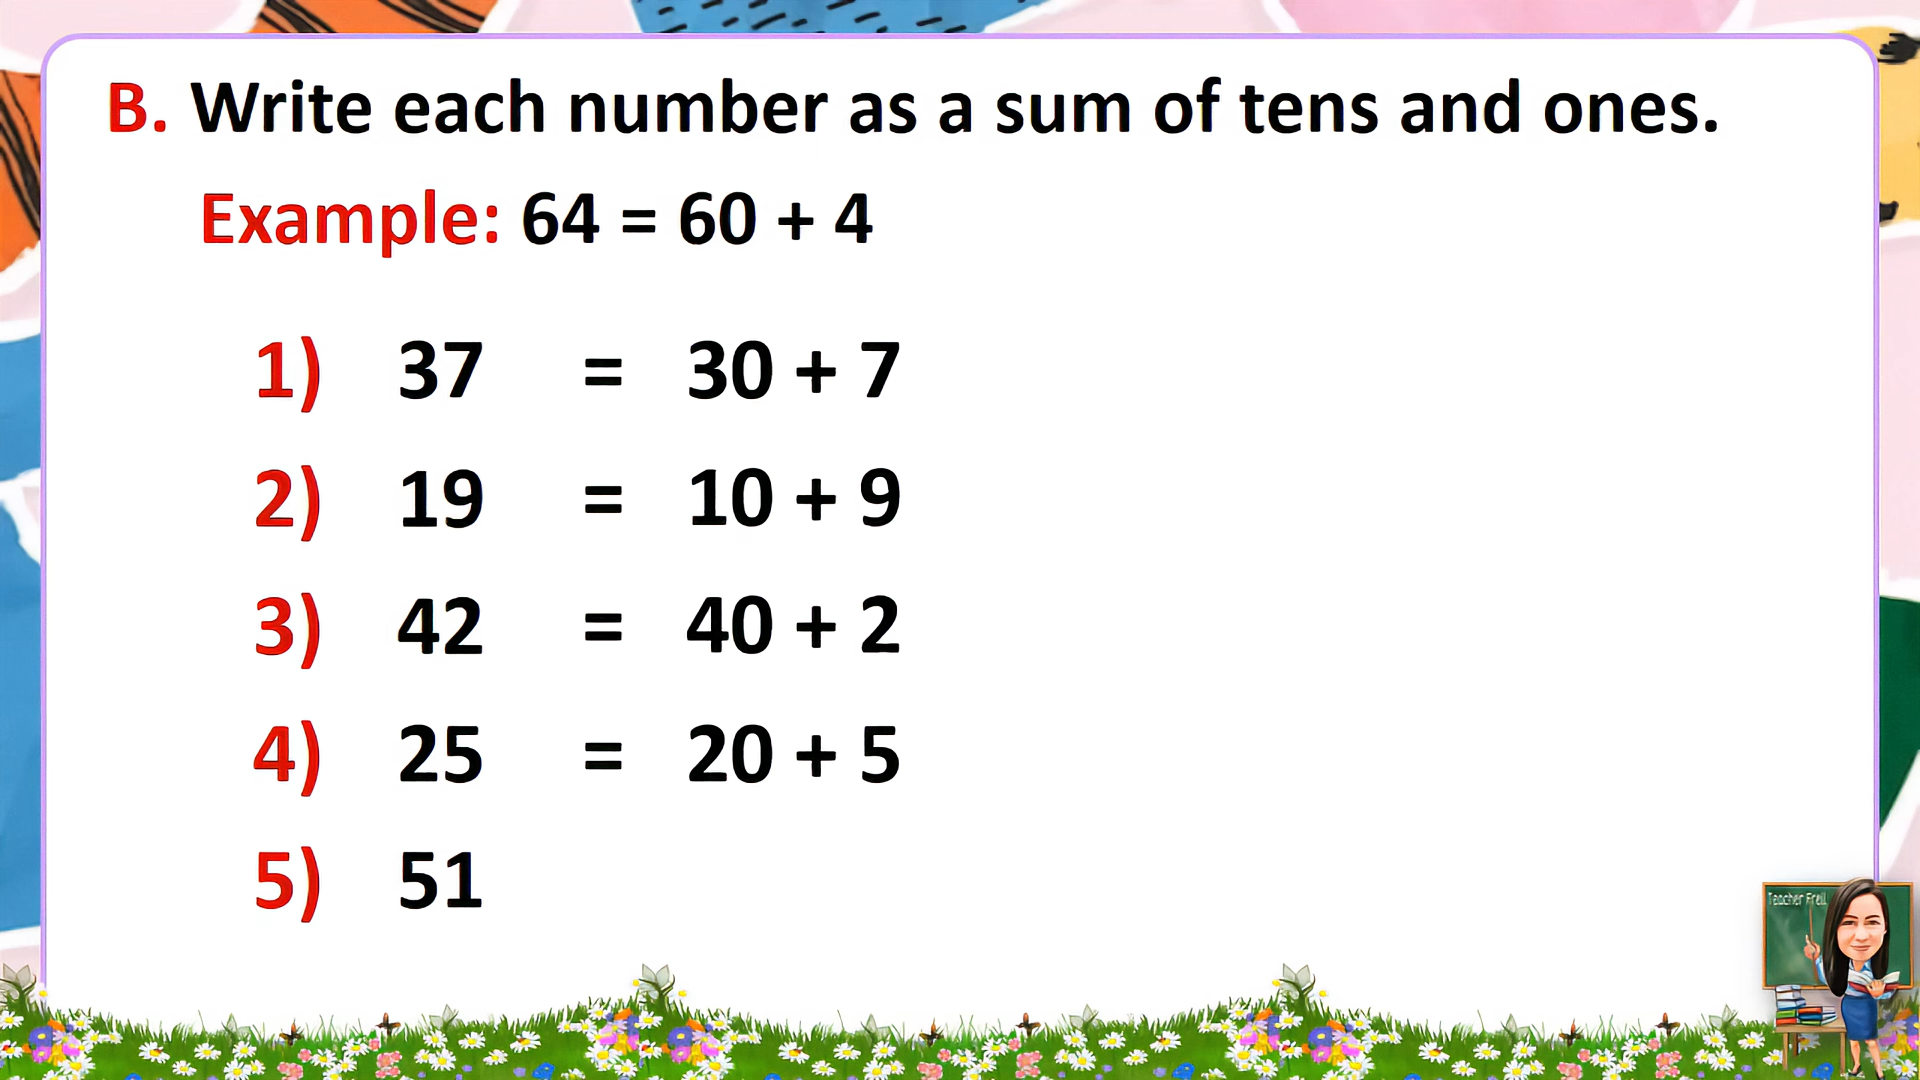 B. Write each number as a sum of tens and ones.
Example: 64 = 60 + 4
1) 37 = 30 + 7
2) 19 = 10 + 9
3) 42 = 40 + 2
4) 25 = 20 + 5
5) 51
Teacher Frell